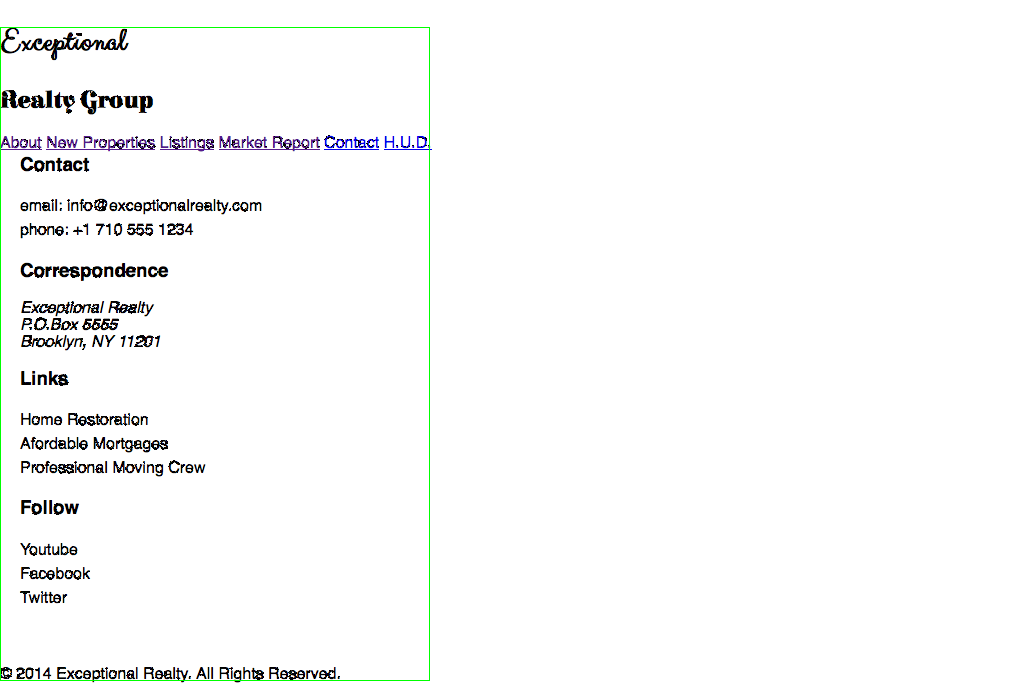 Exceptional
Realty Group
About New Properties Listings Market Report Contact H.U.D.
Contact
email: info@exceptionalrealty.com
phone: +1 710 555 1234
Correspondence
Exceptional Realty
P.O.Box 5555
Brooklyn, NY 11201
Links
Home Restoration
Afordable Mortgages
Professional Moving Crew
Follow
Youtube
Facebook
Twitter
© 2014 Exceptional Realty. All Rights Reserved.